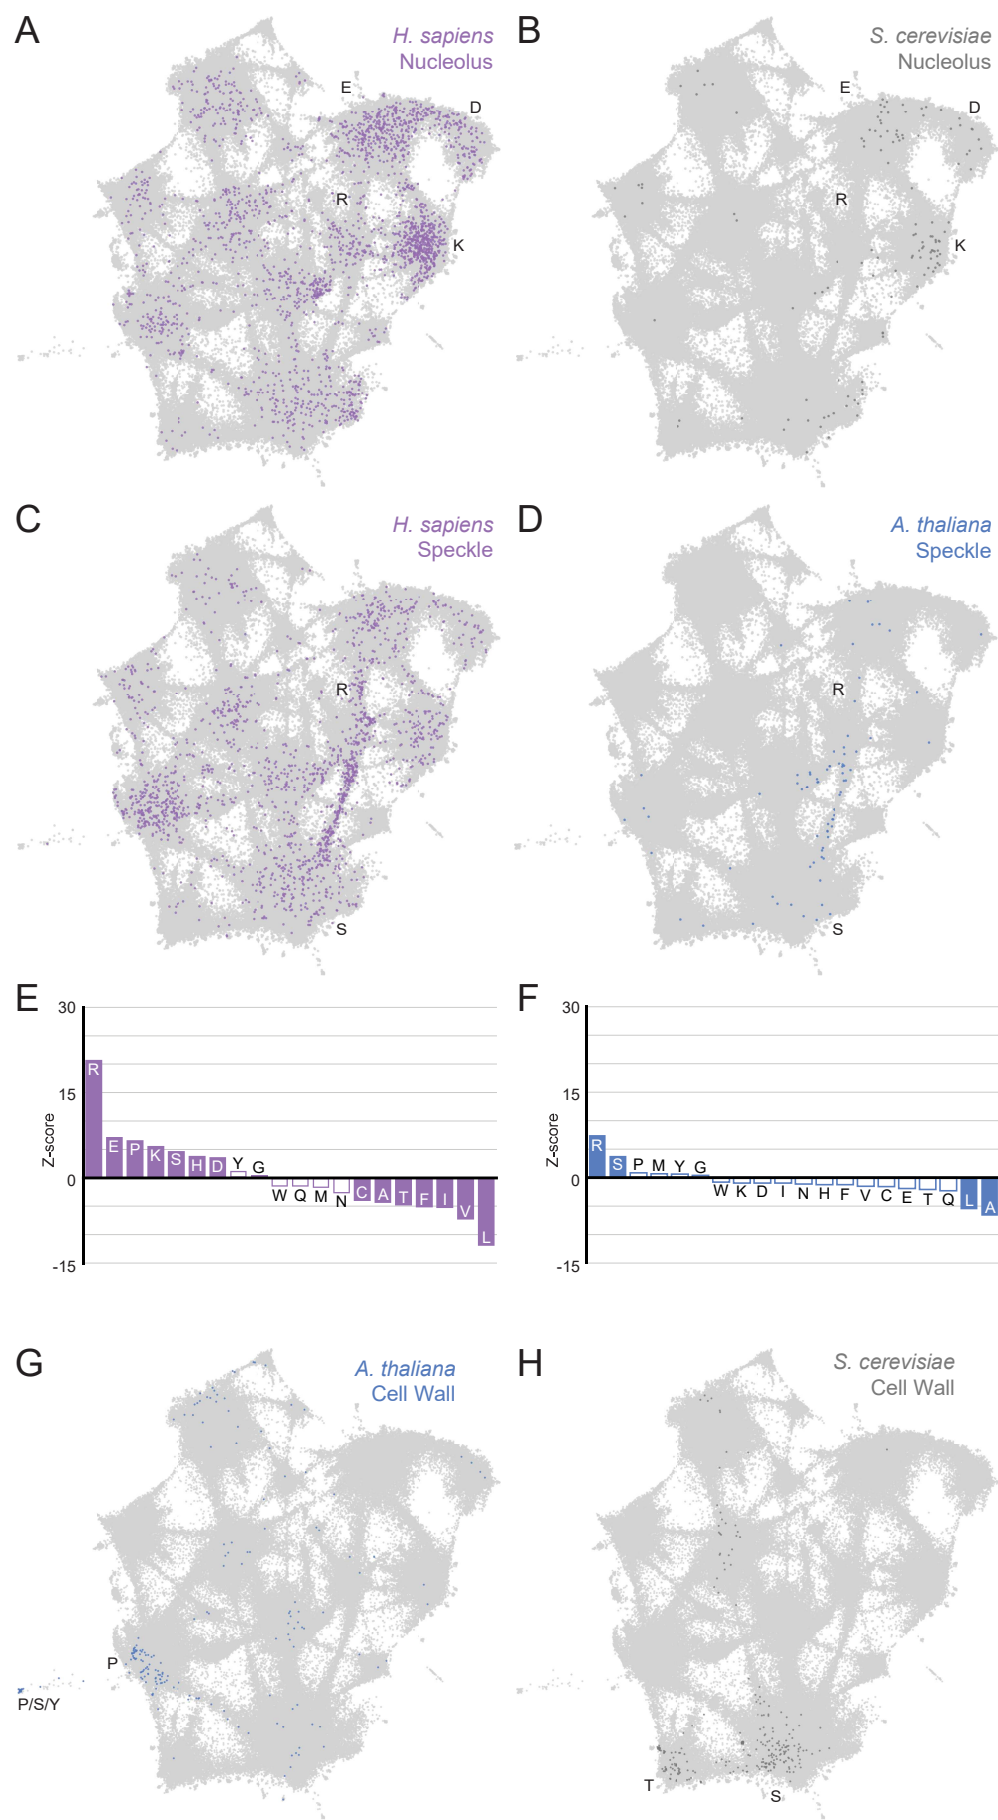 A
H. sapiens
Nucleolus
E
D
R
K
B
S. cerevisiae
Nucleolus
E
D
R
K
C
H. sapiens
Speckle
R
S
D
A. thaliana
Speckle
R
S
E
30
15
0
-15
Z-score
R E P K S H D Y G W Q M N C A T F I V L
F
30
15
0
-15
Z-score
R S P M Y G W K D I N H F V C E T Q L A
G
A. thaliana
Cell Wall
P
P/S/Y
H
S. cerevisiae
Cell Wall
T
S